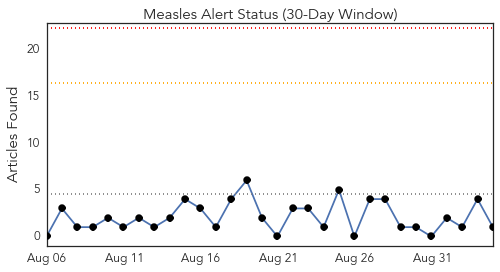 Measles Alert Status (30-Day Window)
Articles Found
20
15
10
5
0
Aug 06 Aug 11 Aug 16 Aug 21 Aug 26 Aug 31